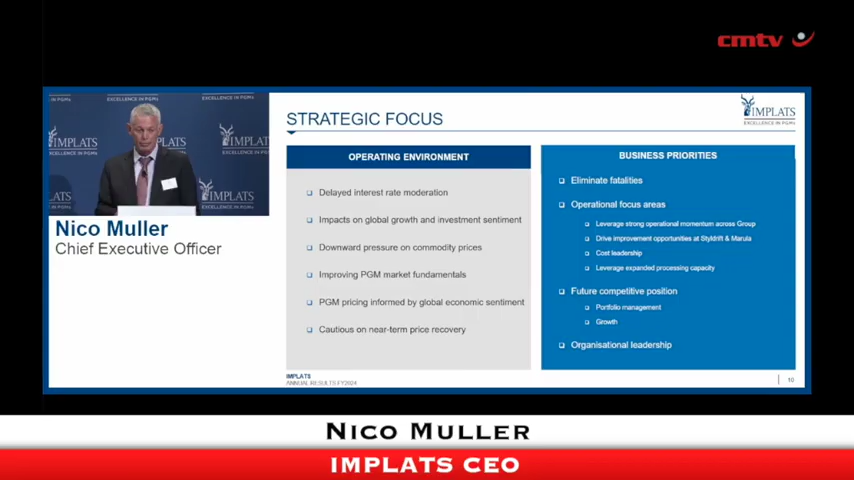 cmtv
EXCELLENCE IN PGMs
EXCELLENCE IN PGMs
IMPLATS
EXCELLENCE IN PGMs
IMPLATS
EXCELLENCE IN PGMs
IMPLATS
Nico Muller
Chief Executive Officer
STRATEGIC FOCUS
IMPLATS
EXCELLENCE IN PGMs
OPERATING ENVIRONMENT
Delayed interest rate moderation
Impacts on global growth and investment sentiment
Downward pressure on commodity prices
Improving PGM market fundamentals
PGM pricing informed by global economic sentiment
Cautious on near-term price recovery
BUSINESS PRIORITIES
Eliminate fatalities
Operational focus areas
Leverage strong operational momentum across Group
Drive improvement opportunities at Styldrift & Marula
Cost leadership
Leverage expanded processing capacity
Future competitive position
Portfolio management
Growth
Organisational leadership
IMPLATS
ANNUAL RESULTS FY2024
10
NICO MULLER
IMPLATS CEO